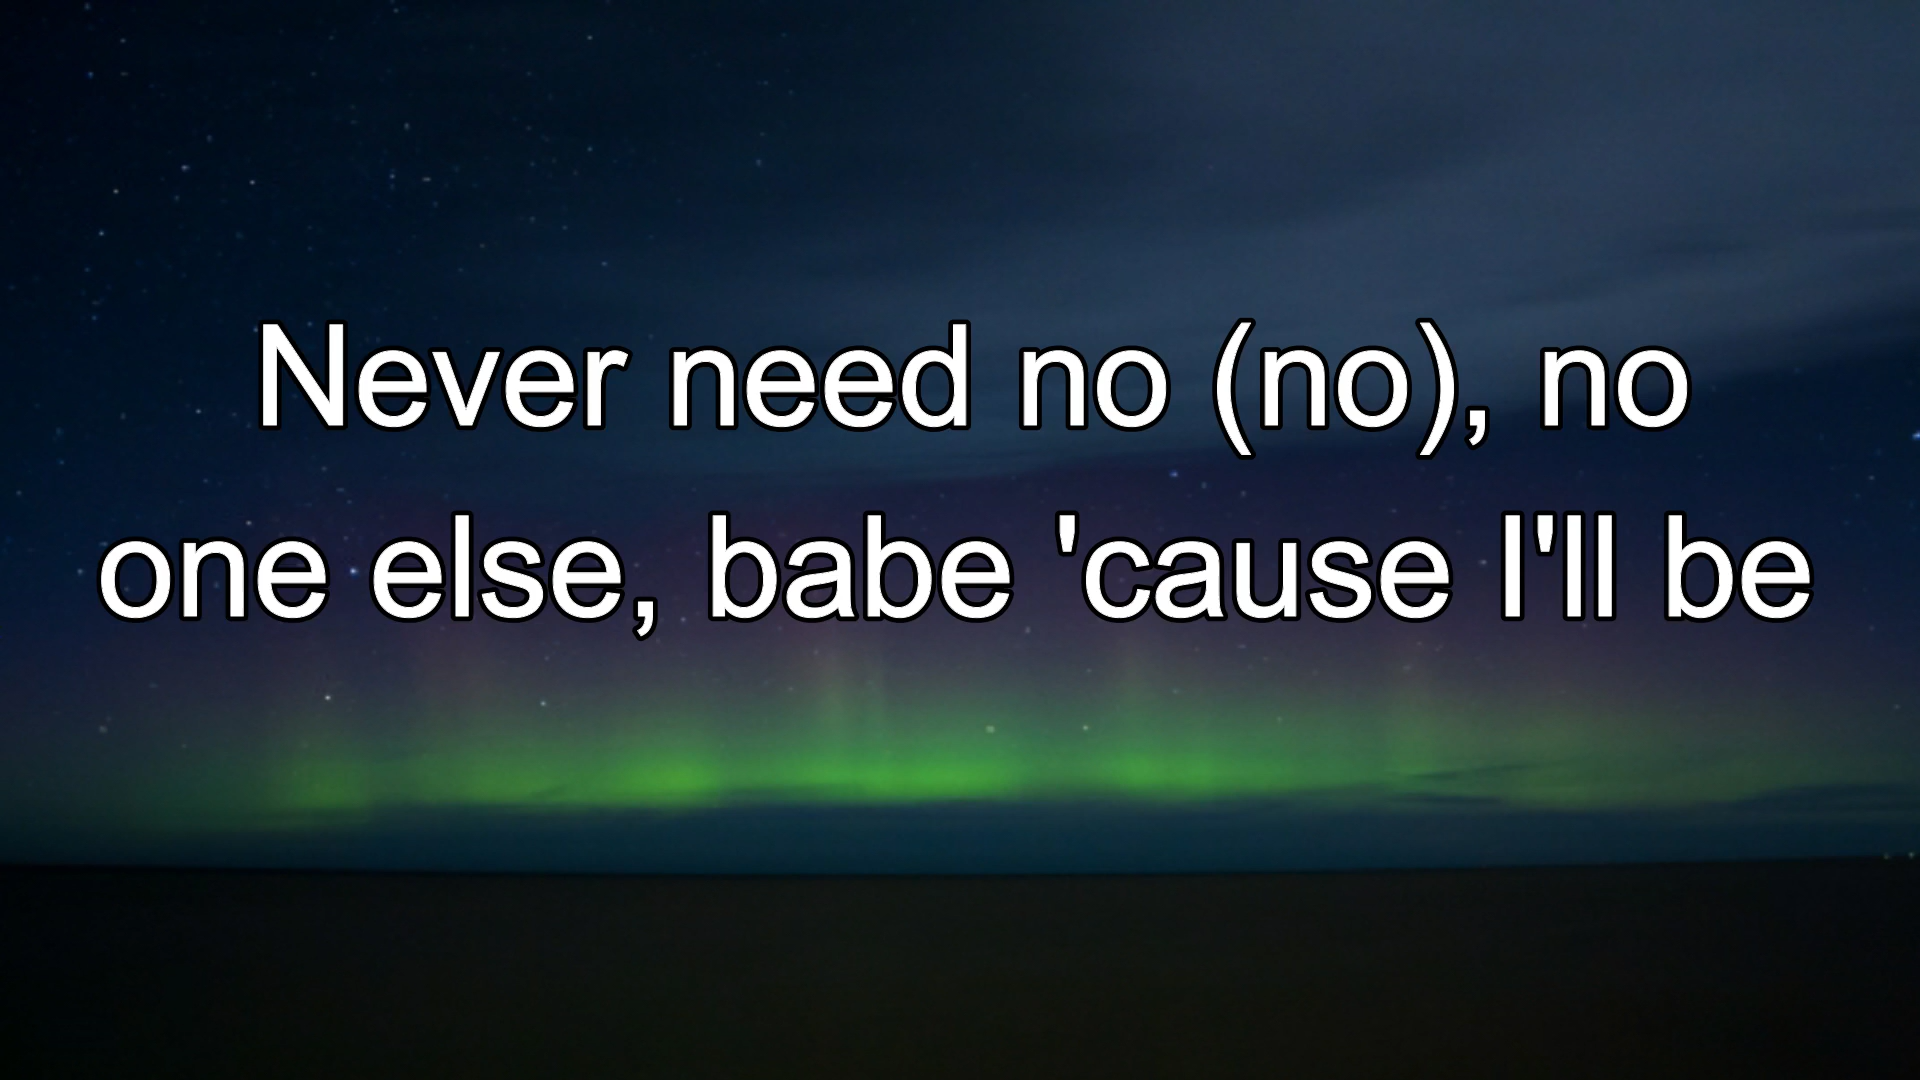 Never need no (no), no
one else, babe 'cause I'll be